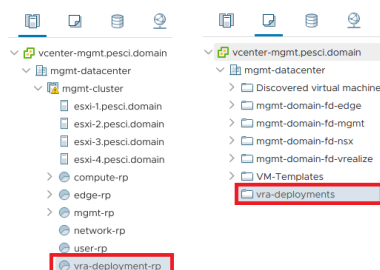 vcenter-mgmt.pesci.domain
mgmt-datacenter
mgmt-cluster
esxi-1.pesci.domain
esxi-2.pesci.domain
esxi-3.pesci.domain
esxi-4.pesci.domain
compute-rp
edge-rp
mgmt-rp
network-rp
user-rp
vra-deployment-rp
vcenter-mgmt.pesci.domain
mgmt-datacenter
Discovered virtual machine
mgmt-domain-fd-edge
mgmt-domain-fd-mgmt
mgmt-domain-fd-nsx
mgmt-domain-fd-vrealize
VM-Templates
vra-deployments